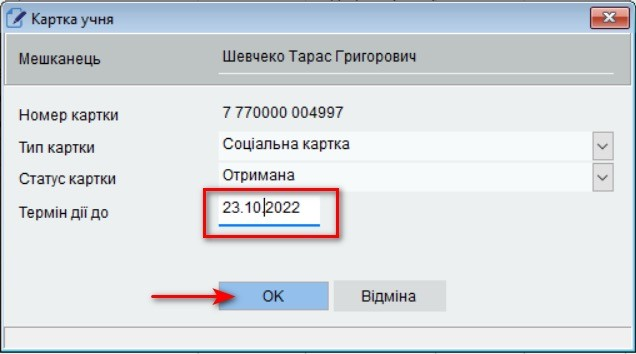 Картка учня
Мешканець Шевчеко Тарас Григорович
Номер картки 7 770000 004997
Тип картки Соціальна картка
Статус картки Отримана
Термін дії до 23.10.2022
OK Відміна